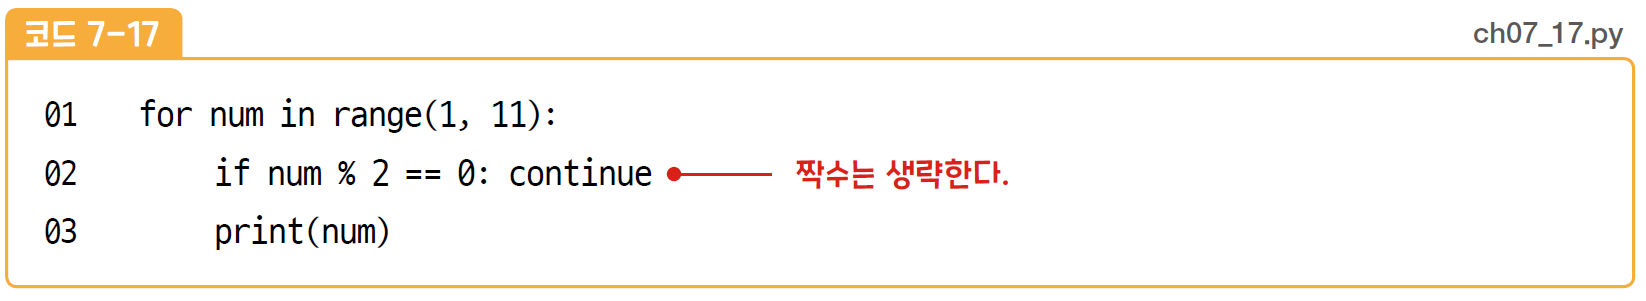 코드 7-17
ch07_17.py
01 for num in range(1, 11):
02 if num % 2 == 0: continue 짝수는 생략한다.
03 print(num)